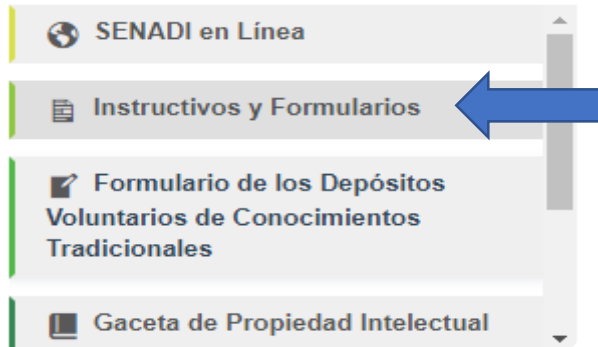 SENADI en Línea
Instructivos y Formularios
Formulario de los Depósitos
Voluntarios de Conocimientos
Tradicionales
Gaceta de Propiedad Intelectual